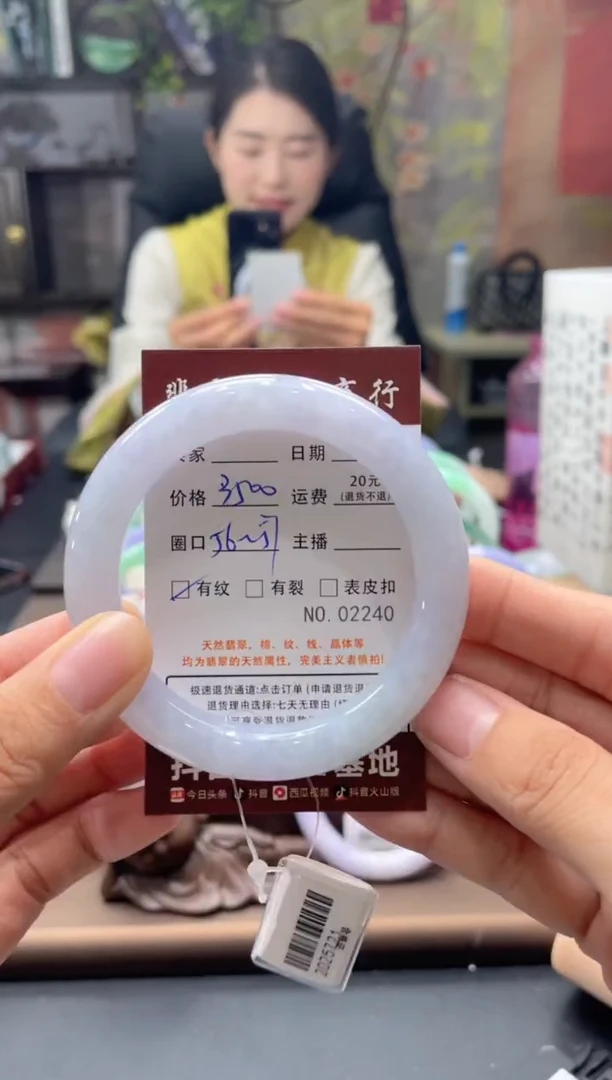 京行
家 日期
价格 3500 运费 20元
(退货不退)
圈口 56~57 主播
有纹 有裂 表皮扣
NO. 02240
天然翡翠，棉、纹、线、晶体等
均为翡翠的天然属性，完美主义者慎拍!
极速退货通道:点击订单 (申请退货退
退货理由选择:七天无理由
基地
今日头条 抖音 西瓜视频 抖音火山版